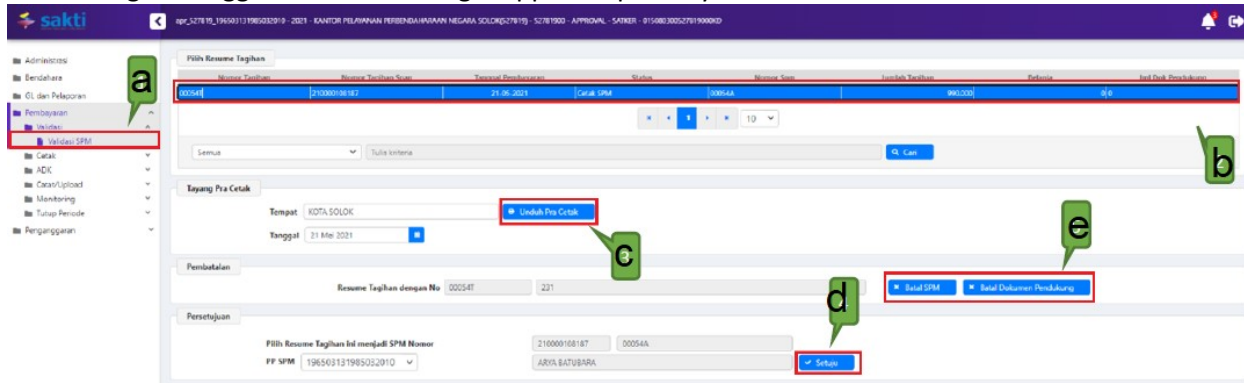 sakti
apr_527819_196503131985032010 - 2021 - KANTOR PELAYANAN PERBENDAHARAAN NEGARA SOLOK(527819) - 52781900 - APPROVAL - SATKER - 015080300527819000KD
Administrasi
Bendahara
GL dan Pelaporan
Pembayaran
Validasi
Validasi SPM
Catak
ADK
Catat/Upload
Monitoring
Tutup Periode
Penganggaran
a
Pilih Resume Tagihan
Nomor Tagihan Nomor Tagihan Span Tanggal Pembayaran Status Nomor Spm Jumlah Tagihan Belanja Jml Dok Pendukung
00054T 210000108187 21-05-2021 Catak SPM 00054A 990,000 0 0
1 10
Semua Tulis kriteria Cari
b
Tayang Pra Cetak
Tempat KOTA SOLOK Unduh Pra Cetak
Tanggal 21 Mei 2021
c
e
Pembatalan
Resume Tagihan dengan No 00054T 231 Batal SPM Batal Dokumen Pendukung
d
Persetujuan
Pilih Resume Tagihan ini menjadi SPM Nomor 210000108187 00054A
PP SPM 196503131985032010 ARYA BATUBARA Setuju